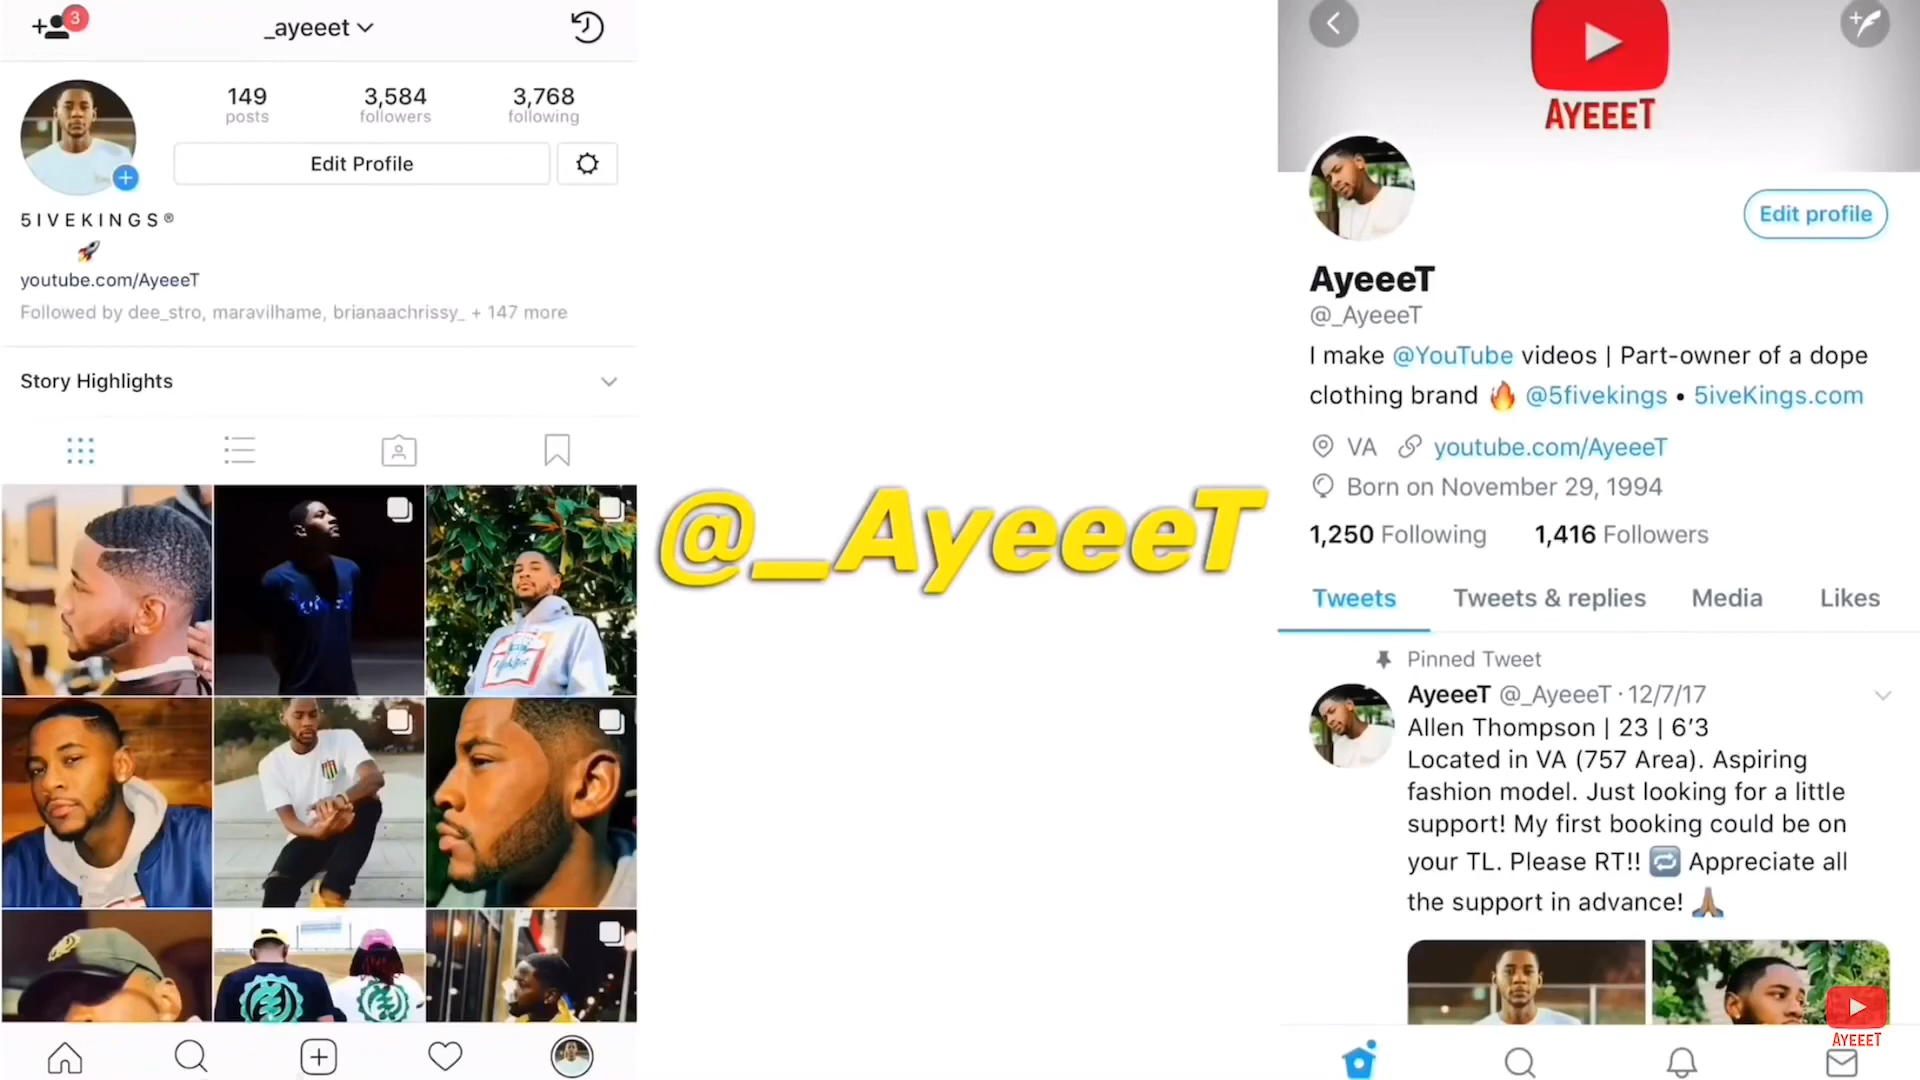 3
_ayeeet
149
posts
3,584
followers
3,768
following
Edit Profile
5IVEKINGS®
🚀
youtube.com/AyeeeT
Followed by dee_stro, maravilhame, brianaachrissy_ + 147 more
Story Highlights
@_AyeeeT
AYEEET
Edit profile
AyeeeT
@_AyeeeT
I make @YouTube videos | Part-owner of a dope
clothing brand 🔥 @5fivekings • 5iveKings.com
VA youtube.com/AyeeeT
Born on November 29, 1994
1,250 Following 1,416 Followers
Tweets Tweets & replies Media Likes
Pinned Tweet
AyeeeT @_AyeeeT · 12/7/17
Allen Thompson | 23 | 6’3
Located in VA (757 Area). Aspiring
fashion model. Just looking for a little
support! My first booking could be on
your TL. Please RT!! 🔁 Appreciate all
the support in advance! 🙏🏽
AYEEET